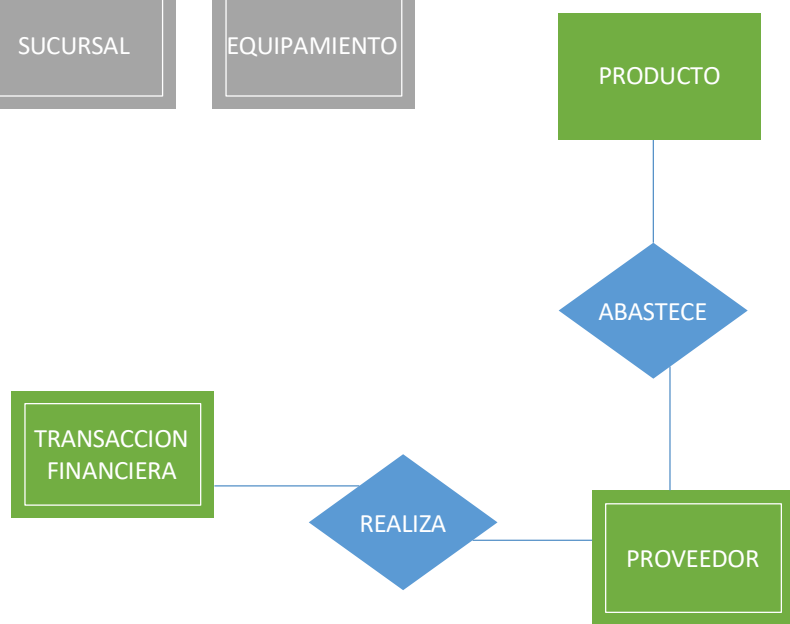 SUCURSAL
EQUIPAMIENTO
PRODUCTO
ABASTECE
TRANSACCION
FINANCIERA
REALIZA
PROVEEDOR